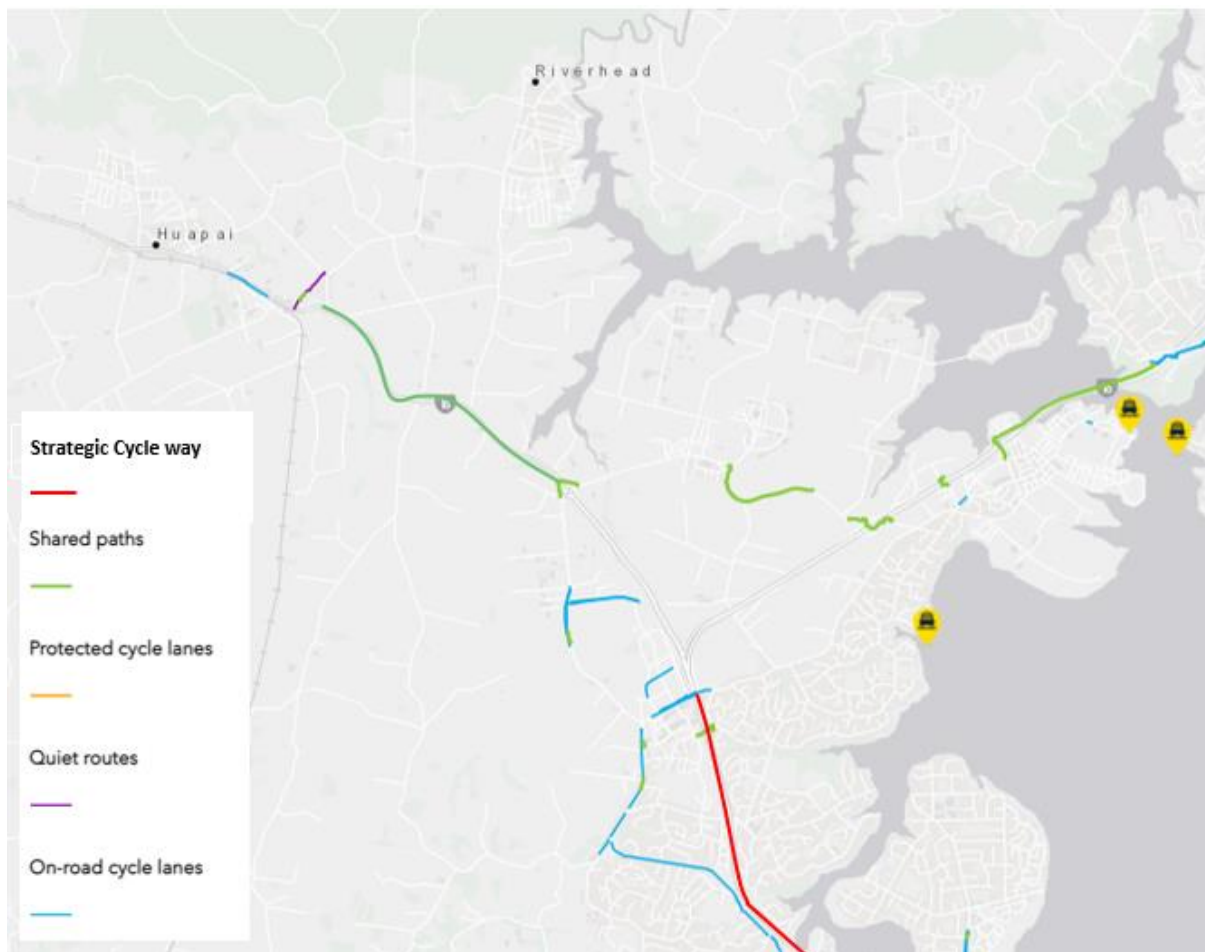 Riverhead
Huapai
Strategic Cycle way
Shared paths
Protected cycle lanes
Quiet routes
On-road cycle lanes